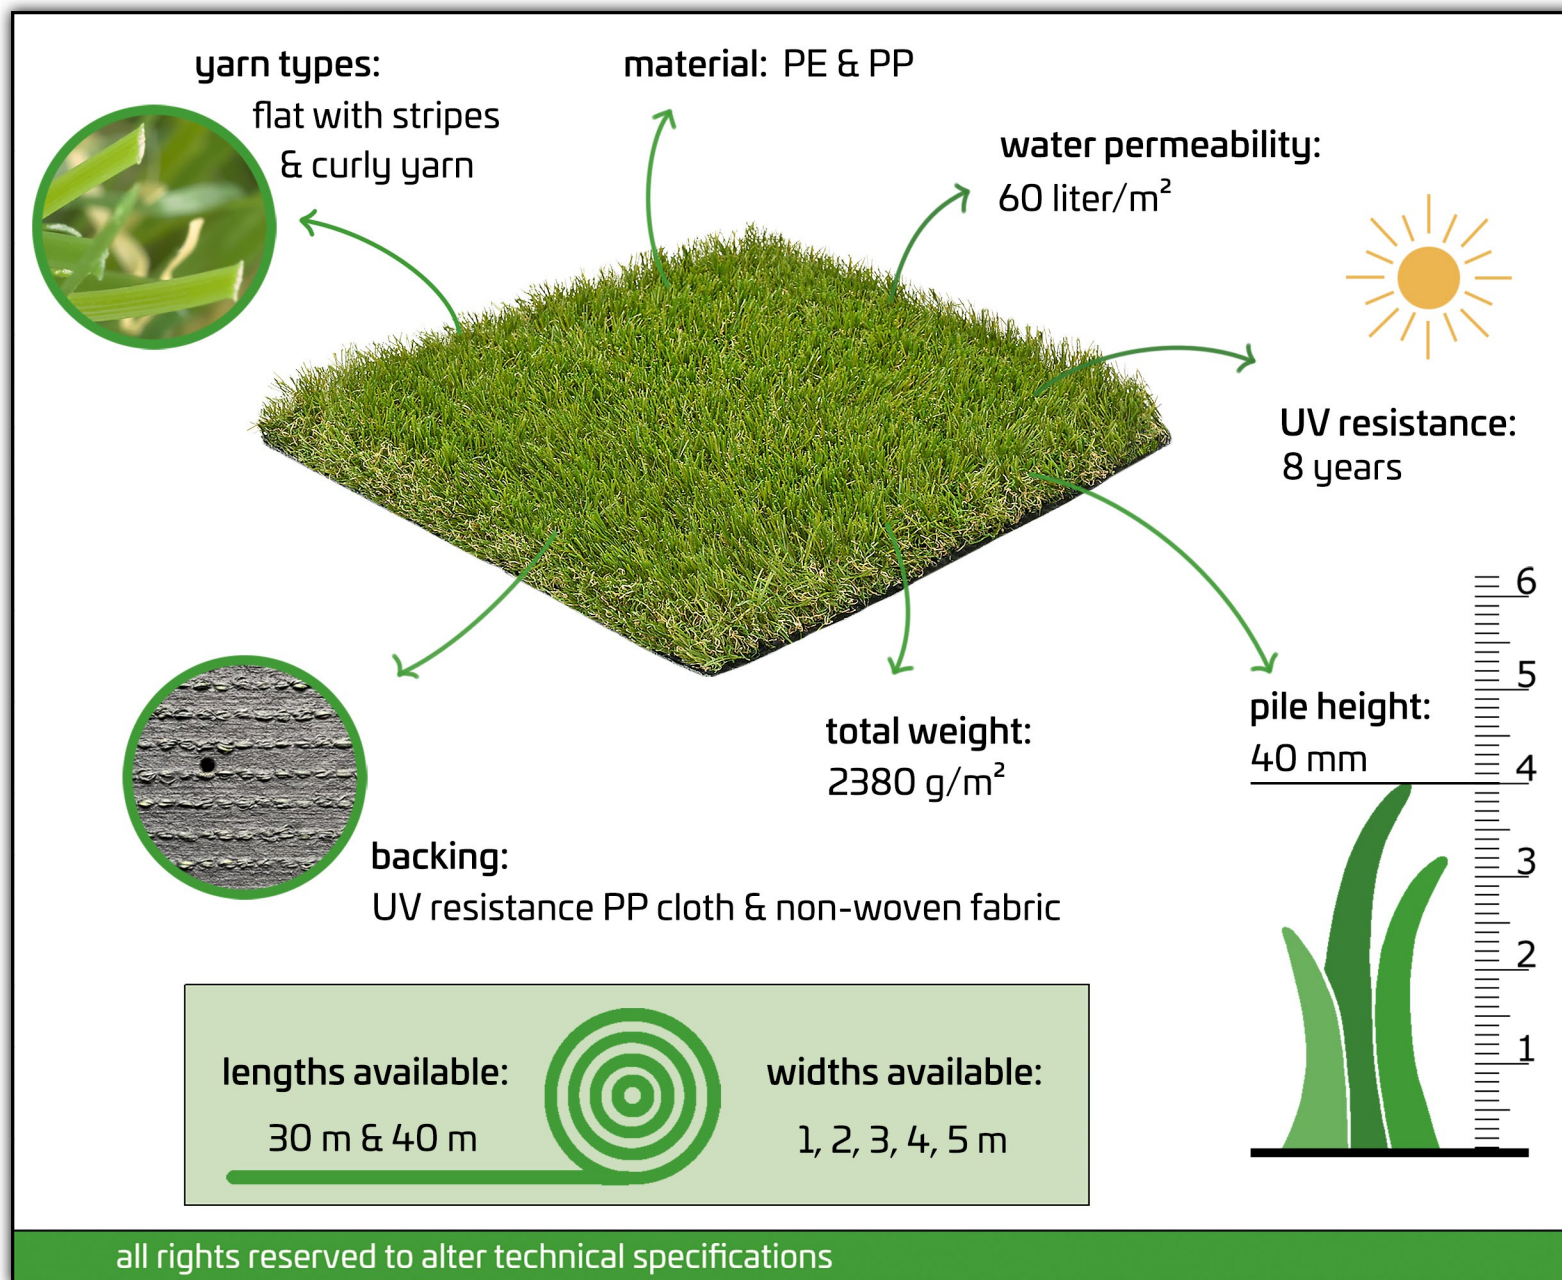 yarn types:
flat with stripes
& curly yarn
material: PE & PP
water permeability:
60 liter/m²
UV resistance:
8 years
pile height:
40 mm
6
5
4
3
2
1
total weight:
2380 g/m²
backing:
UV resistance PP cloth & non-woven fabric
lengths available:
30 m & 40 m
widths available:
1, 2, 3, 4, 5 m
all rights reserved to alter technical specifications